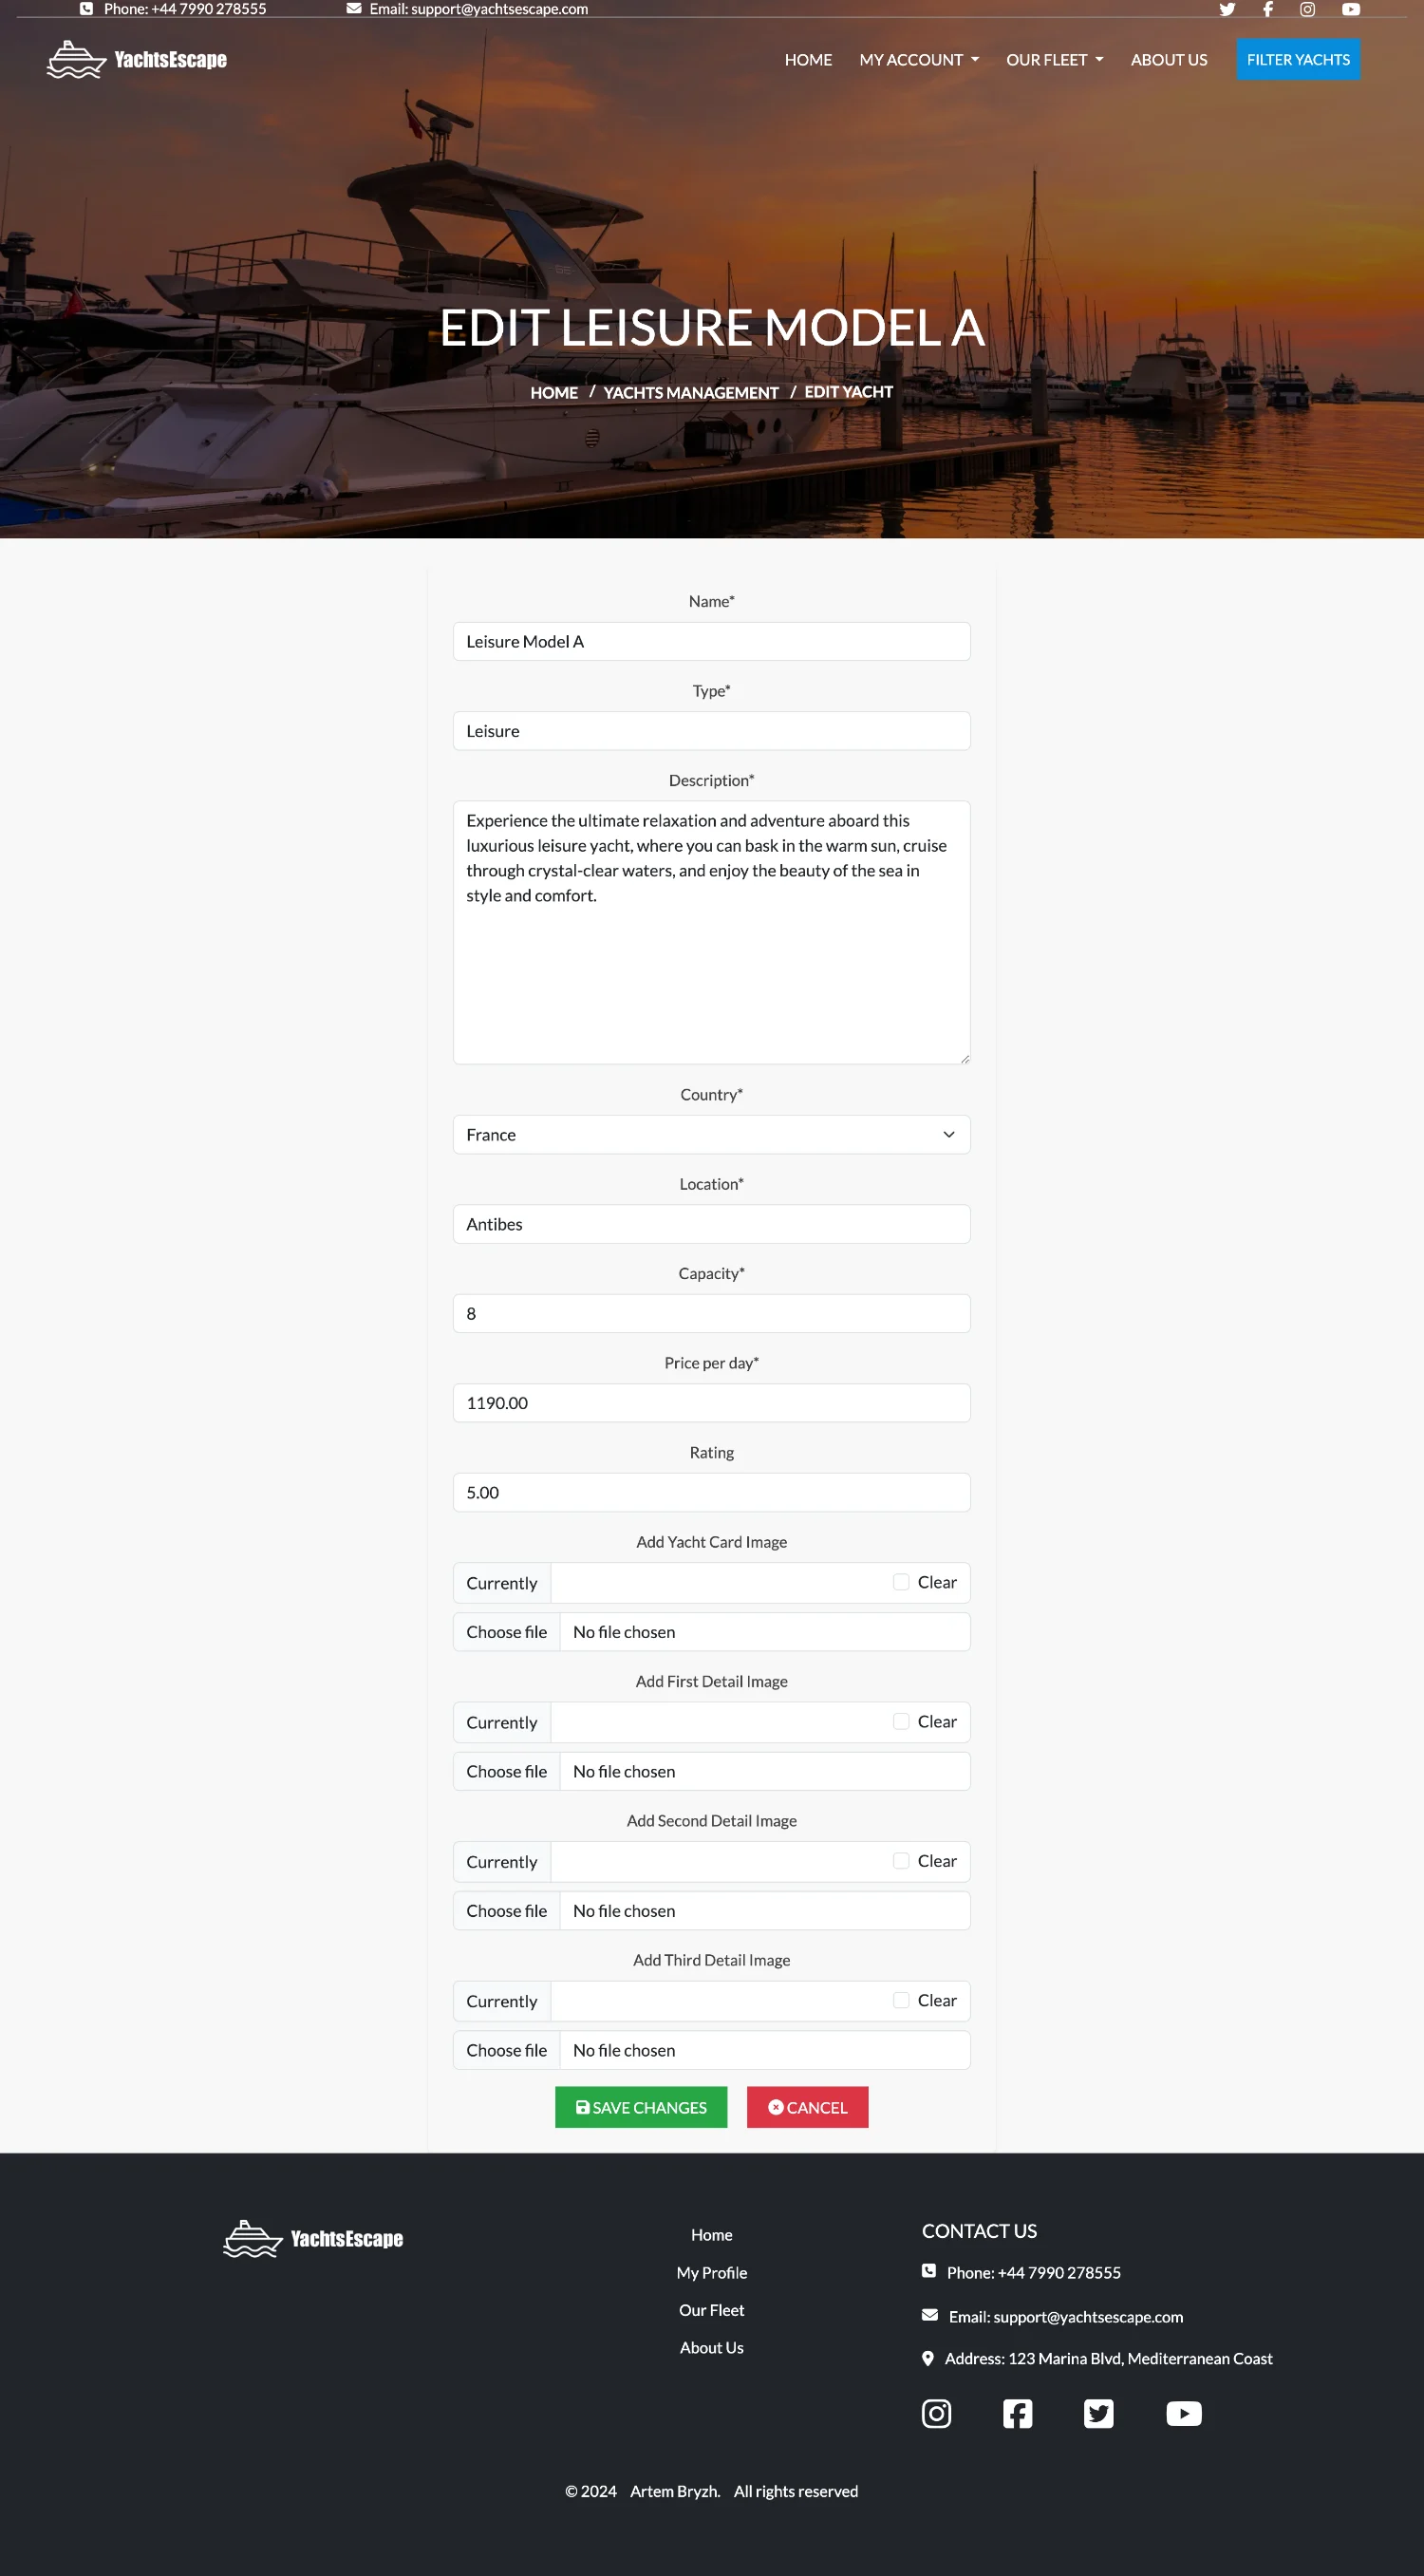 Phone: +44 7990 278555
Email: support@yachtsescape.com
YachtsEscape
HOME
MY ACCOUNT
OUR FLEET
ABOUT US
FILTER YACHTS
EDIT LEISURE MODEL A
HOME / YACHTS MANAGEMENT / EDIT YACHT
Name*
Leisure Model A
Type*
Leisure
Description*
Experience the ultimate relaxation and adventure aboard this
luxurious leisure yacht, where you can bask in the warm sun, cruise
through crystal-clear waters, and enjoy the beauty of the sea in
style and comfort.
Country*
France
Location*
Antibes
Capacity*
8
Price per day*
1190.00
Rating
5.00
Add Yacht Card Image
Currently
Clear
Choose file
No file chosen
Add First Detail Image
Currently
Clear
Choose file
No file chosen
Add Second Detail Image
Currently
Clear
Choose file
No file chosen
Add Third Detail Image
Currently
Clear
Choose file
No file chosen
SAVE CHANGES
CANCEL
YachtsEscape
Home
My Profile
Our Fleet
About Us
CONTACT US
Phone: +44 7990 278555
Email: support@yachtsescape.com
Address: 123 Marina Blvd, Mediterranean Coast
© 2024 Artem Bryzh. All rights reserved